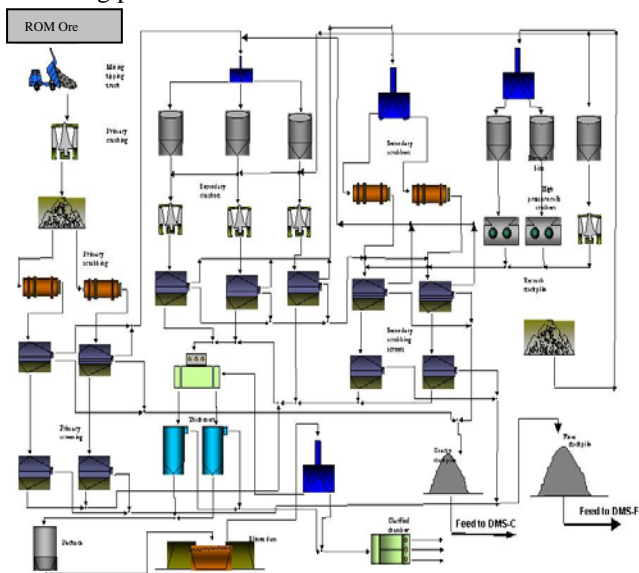 ROM Ore
Mining
tipping
truck
Primary
crushing
Primary
scrubbing
Primary
screening
Secondary
crushers
Secondary
scrubbers
High
pressure rolls
crushers
Recrush
stockpile
Secondary
scrubbing
screens
Thickeners
Coarse
stockpile
Fines
stockpile
Feed to DMS-C
Feed to DMS-F
Slimes dam
Clarified
chamber